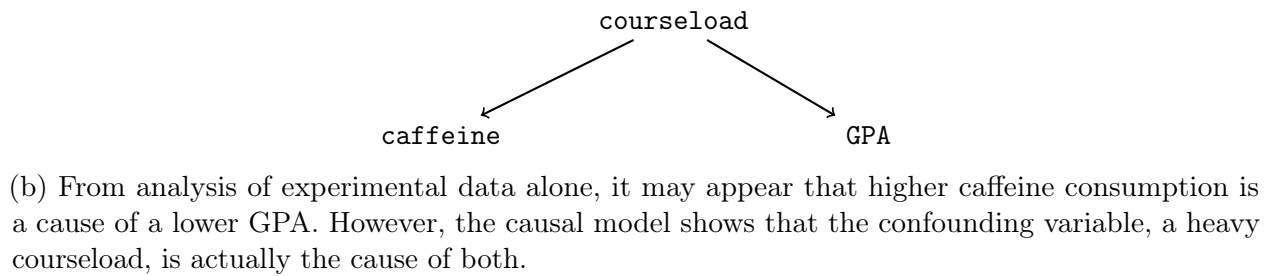 courseload
caffeine GPA
(b) From analysis of experimental data alone, it may appear that higher caffeine consumption is
a cause of a lower GPA. However, the causal model shows that the confounding variable, a heavy
courseload, is actually the cause of both.